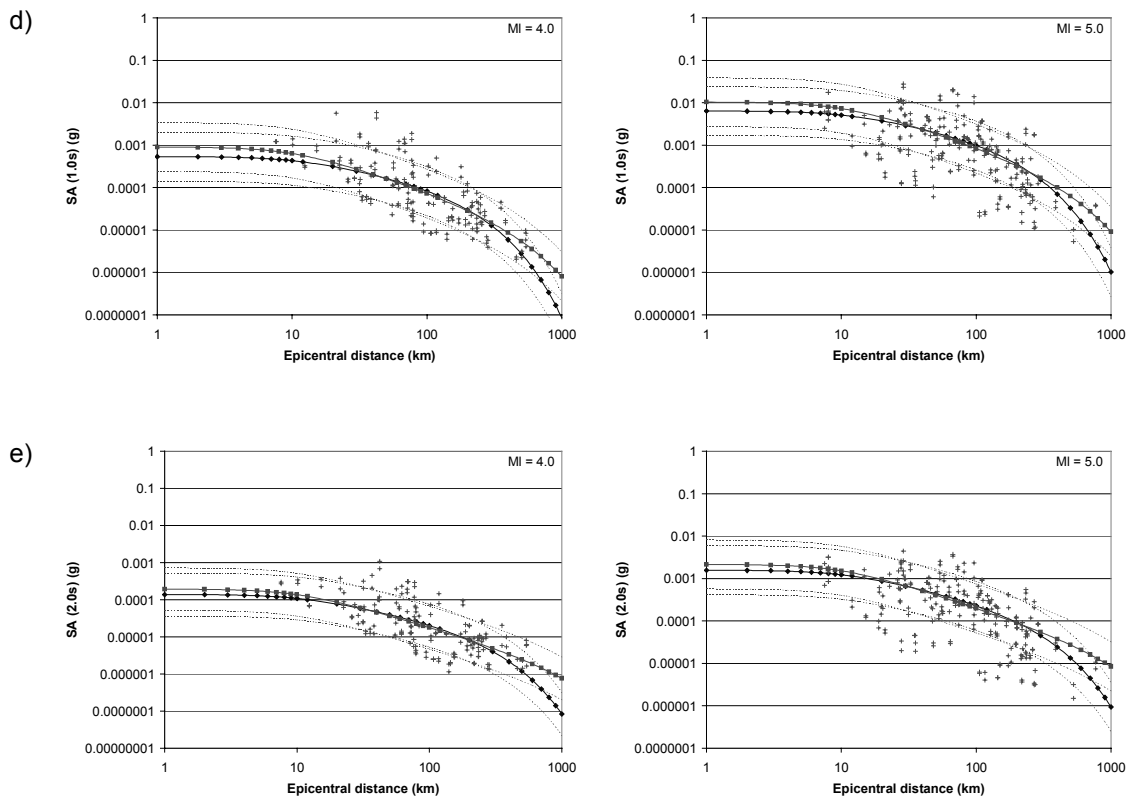 d)
Ml = 4.0
SA (1.0s) (g)
1
0.1
0.01
0.001
0.0001
0.00001
0.000001
0.0000001
1 10 100 1000
Epicentral distance (km)
Ml = 5.0
SA (1.0s) (g)
1
0.1
0.01
0.001
0.0001
0.00001
0.000001
0.0000001
1 10 100 1000
Epicentral distance (km)
e)
Ml = 4.0
SA (2.0s) (g)
1
0.1
0.01
0.001
0.0001
0.00001
0.000001
0.0000001
0.00000001
1 10 100 1000
Epicentral distance (km)
Ml = 5.0
SA (2.0s) (g)
1
0.1
0.01
0.001
0.0001
0.00001
0.000001
0.0000001
1 10 100 1000
Epicentral distance (km)